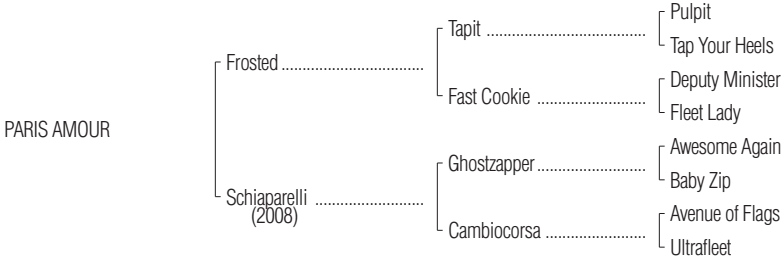 Pulpit
Tapit ....................................
Tap Your Heels
Frosted ....................................
Deputy Minister
Fast Cookie ...........................
Fleet Lady
PARIS AMOUR
Awesome Again
Ghostzapper ...........................
Baby Zip
Schiaparelli ...........................
(2008)
Avenue of Flags
Cambiocorsa .........................
Ultrafleet